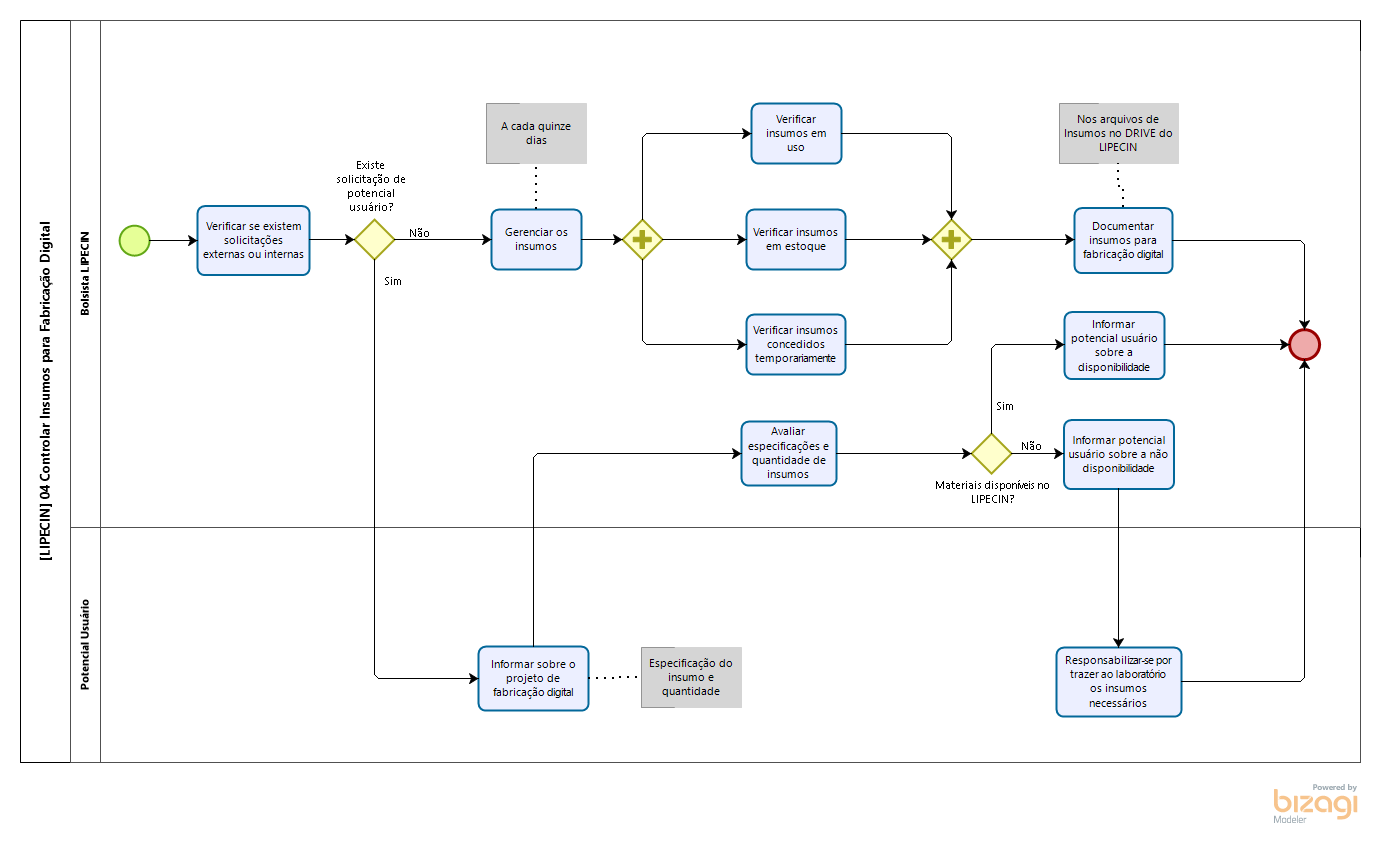 [LIPECIN] 04 Controlar Insumos para Fabricação Digital
Bolsista LIPECIN
Verificar se existem
solicitações
externas ou internas
Existe
solicitação de
potencial
usuário?
Não
Sim
A cada quinze
dias
Gerenciar os
insumos
Verificar
insumos em
uso
Verificar insumos
em estoque
Verificar insumos
concedidos
temporariamente
Nos arquivos de
Insumos no DRIVE do
LIPECIN
Documentar
insumos para
fabricação digital
Informar
potencial usuário
sobre a
disponibilidade
Avaliar
especificações e
quantidade de
insumos
Sim
Não
Materiais disponíveis no
LIPECIN?
Informar potencial
usuário sobre a não
disponibilidade
Potencial Usuário
Informar sobre o
projeto de
fabricação digital
Especificação do
insumo e
quantidade
Responsabilizar-se por
trazer ao laboratório
os insumos
necessários
Powered by
bizagi
Modeler